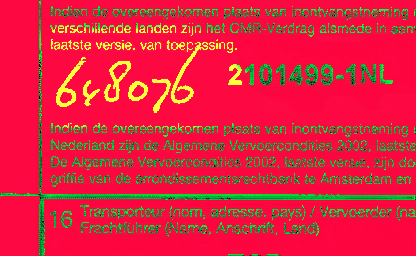 Indien de overeengekomen plaats van inontvangstneming
verschillende landen zijn het CMR-Verdrag alsmede in aan
laatste versie, van toepassing.
648076
2101499-1NL
Indien de overeengekomen plaats van inontvangstneming
Nederland zijn de Algemene Vervoercondities 2002, laatste
De Algemene Vervoercondities 2002, laatste versie, zijn
griffie van de arrondissementsrechtbank te Amsterdam en
16 Transporteur (nom, adresse, pays) / Vervoerder
Frachtführer (Name, Anschrift, Land)